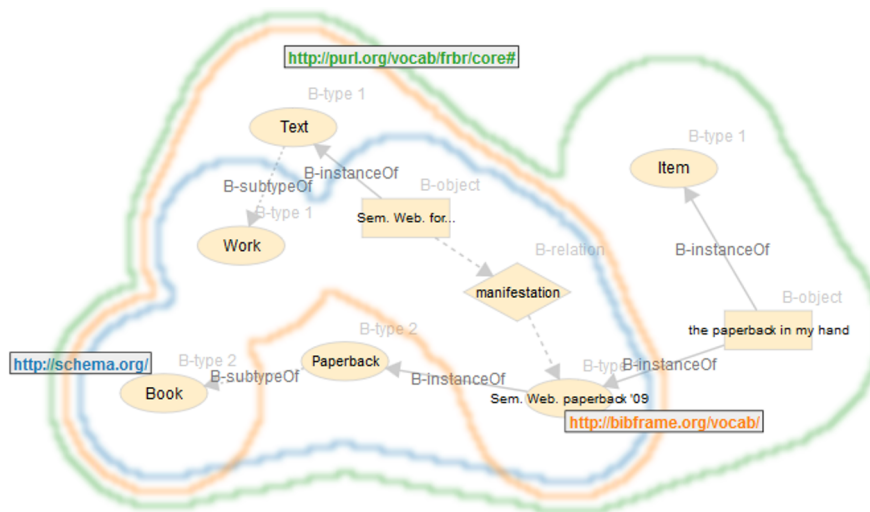 http://purl.org/vocab/frbr/core#
B-type 1
Text
B-type 1
Item
B-instanceOf
B-subtypeOf
B-object
Sem. Web. for...
B-type 1
Work
B-relation
B-instanceOf
manifestation
B-object
the paperback in my hand
http://schema.org/
B-type 2
Book
B-subtypeOf
B-type 2
Paperback
B-instanceOf
B-type
B-instanceOf
Sem. Web. paperback '09
http://bibframe.org/vocab/